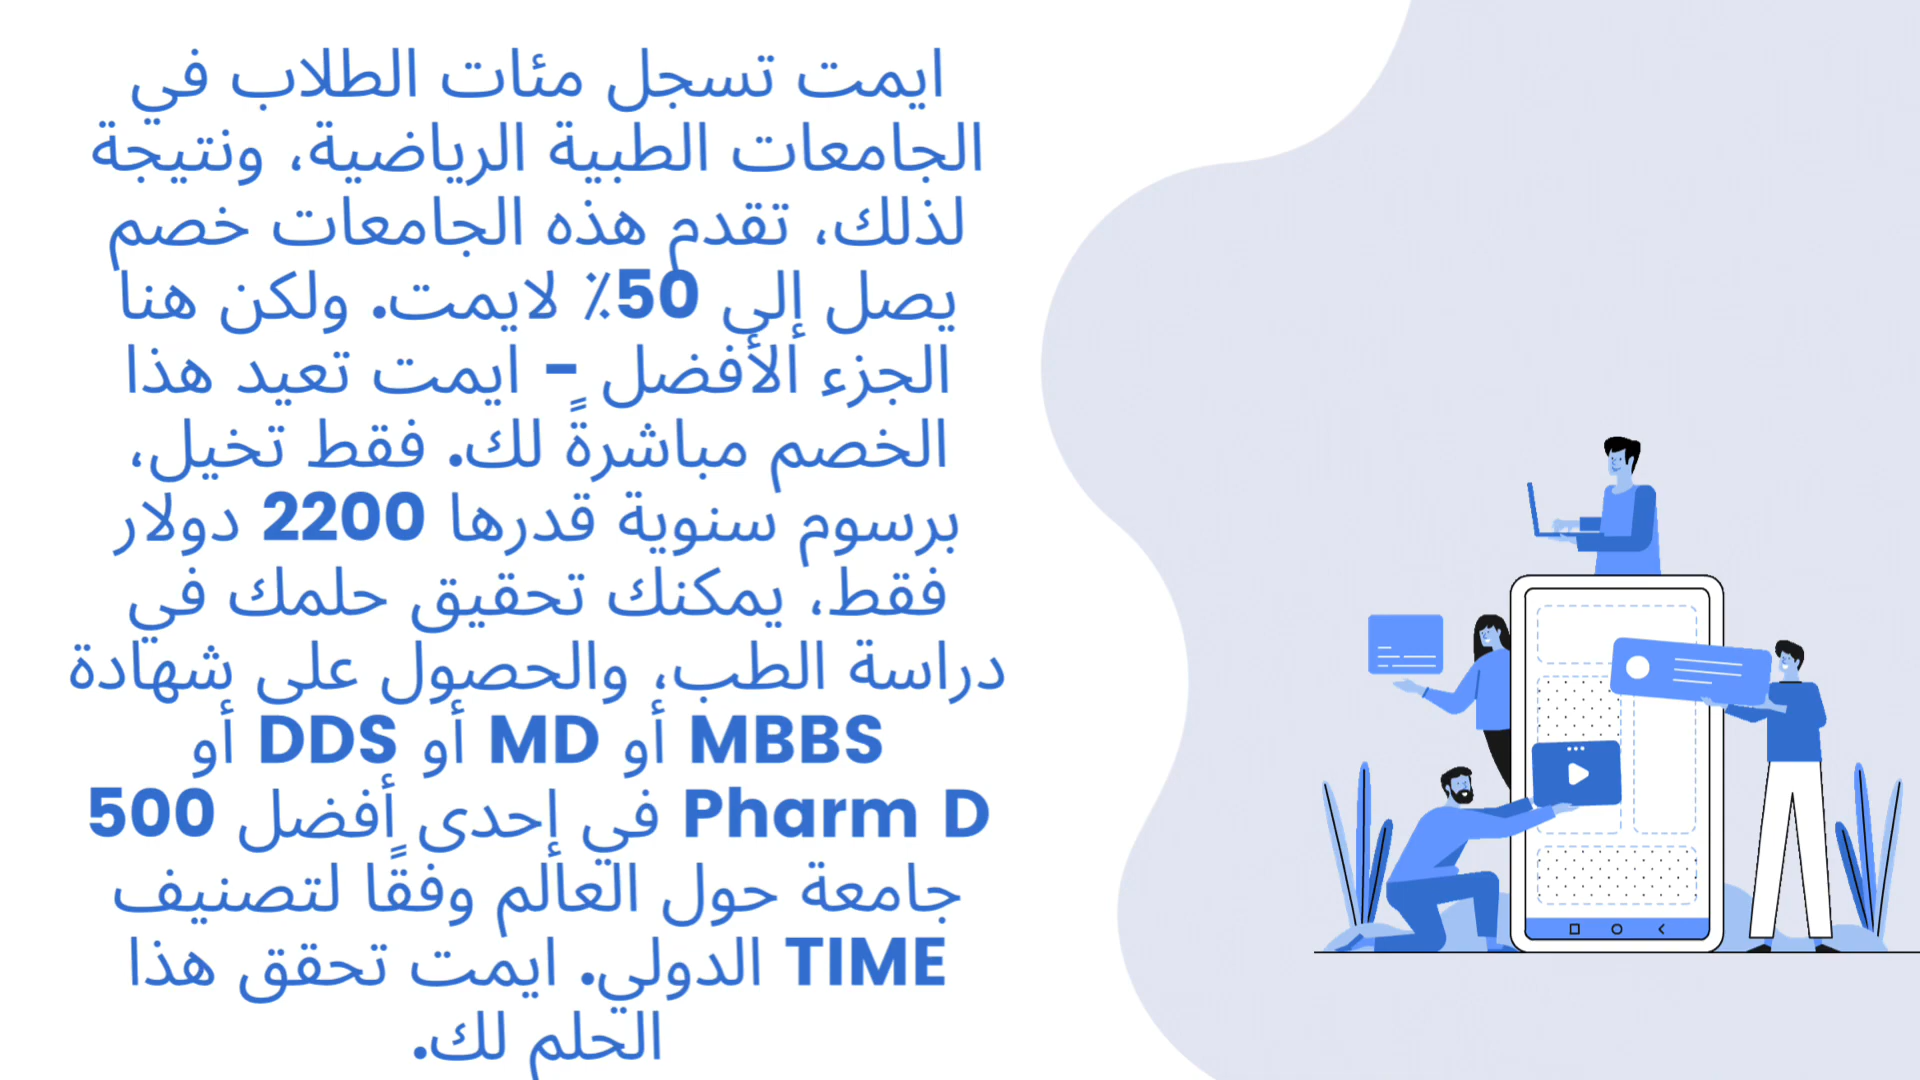 ايمت تسجل مئات الطلاب في
الجامعات الطبية الرياضية، ونتيجة
لذلك، تقدم هذه الجامعات خصم
يصل إلى 50٪ لايمت. ولكن هنا
الجزء الأفضل - ايمت تعيد هذا
الخصم مباشرةً لك. فقط تخيل،
برسوم سنوية قدرها 2200 دولار
فقط، يمكنك تحقيق حلمك في
دراسة الطب، والحصول على شهادة
MBBS أو MD أو DDS أو
Pharm D في إحدى أفضل 500
جامعة حول العالم وفقًا لتصنيف
TIME الدولي. ايمت تحقق هذا
الحلم لك.